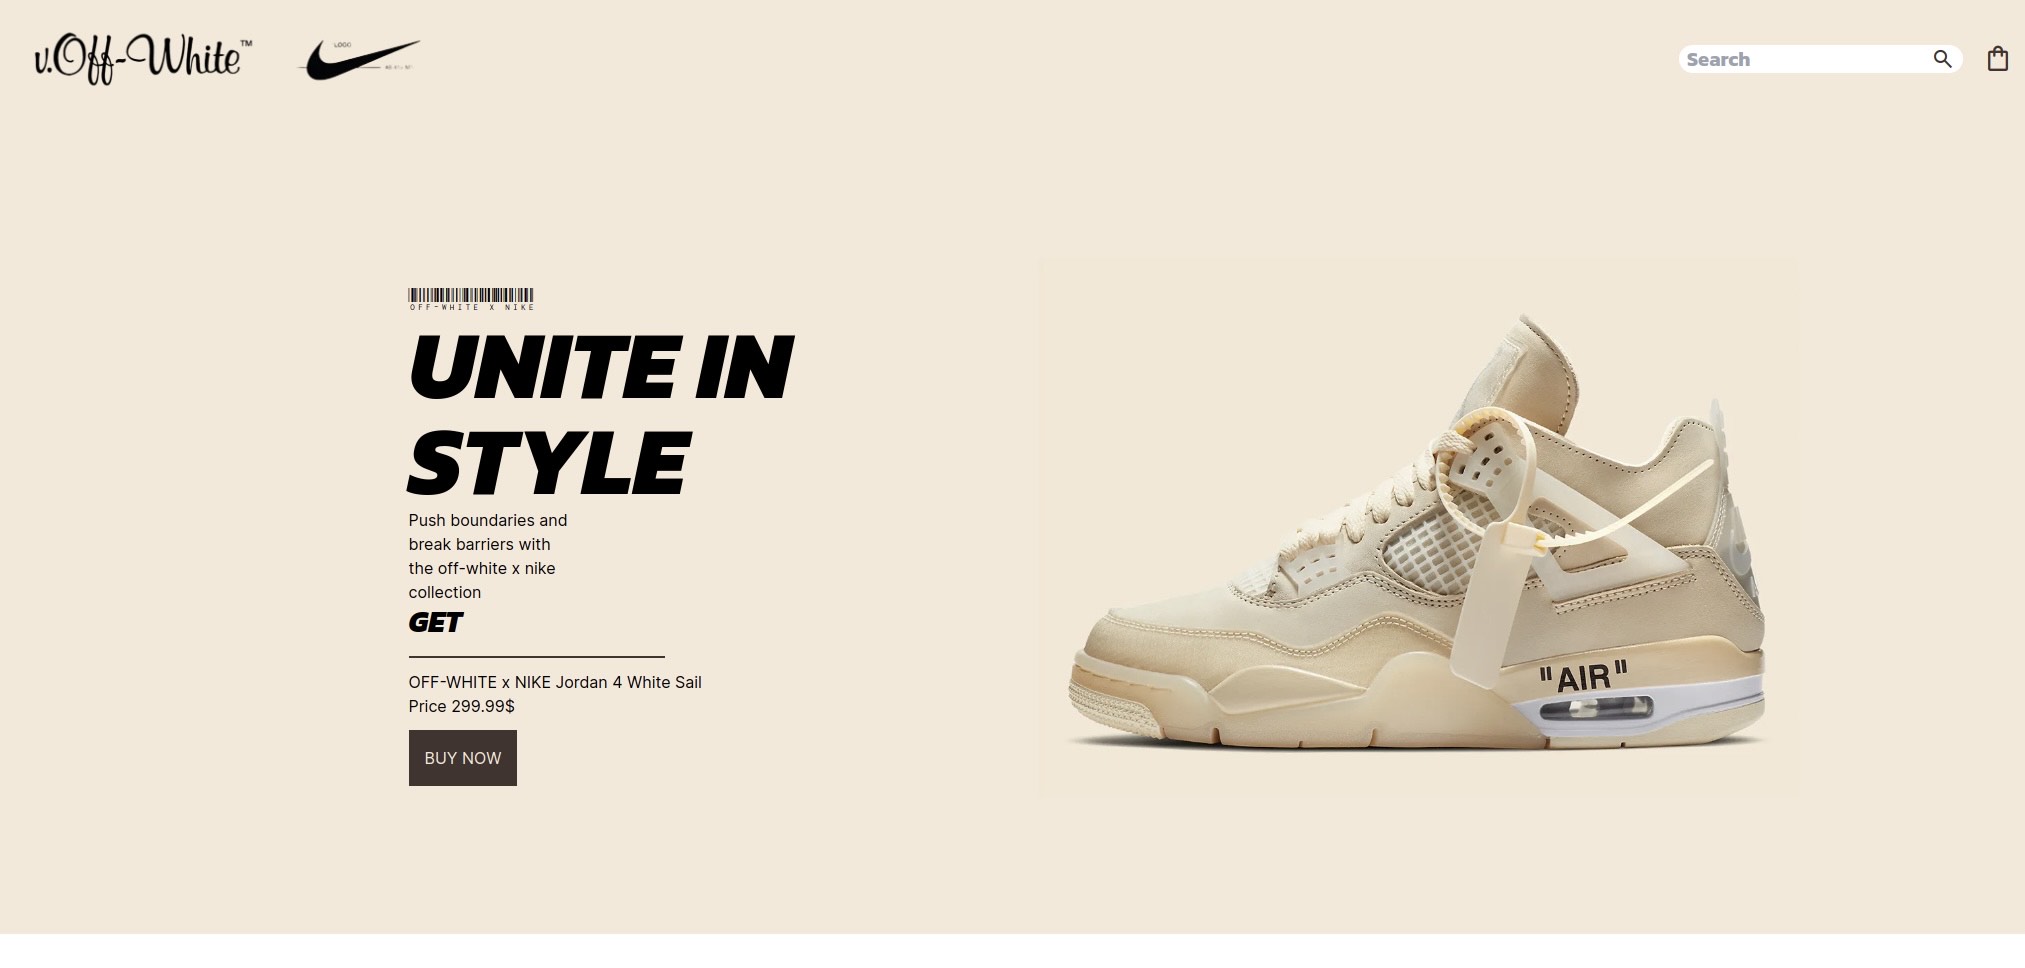 v.Off-White™
LOGO
Search
OFF-WHITE X NIKE
UNITE IN
STYLE
Push boundaries and
break barriers with
the off-white x nike
collection
GET
OFF-WHITE x NIKE Jordan 4 White Sail
Price 299.99$
BUY NOW
"AIR"